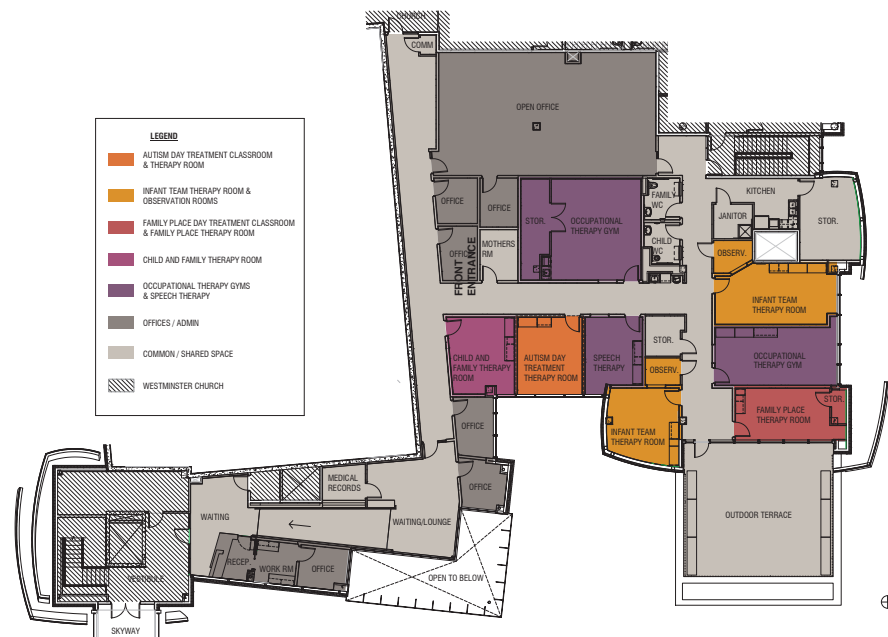 CHURCH
COMM
OPEN OFFICE
LEGEND
AUTISM DAY TREATMENT CLASSROOM
& THERAPY ROOM
INFANT TEAM THERAPY ROOM &
OBSERVATION ROOMS
FAMILY PLACE DAY TREATMENT CLASSROOM
& FAMILY PLACE THERAPY ROOM
CHILD AND FAMILY THERAPY ROOM
OCCUPATIONAL THERAPY GYMS
& SPEECH THERAPY
OFFICES / ADMIN
COMMON / SHARED SPACE
WESTMINSTER CHURCH
OFFICE
OFFICE
STOR.
OCCUPATIONAL
THERAPY GYM
FAMILY
WC
CHILD
WC
KITCHEN
JANITOR
STOR.
OFFICE
MOTHERS
RM
FRONT
ENTRANCE
OBSERV.
INFANT TEAM
THERAPY ROOM
CHILD AND
FAMILY THERAPY
ROOM
AUTISM DAY
TREATMENT
THERAPY ROOM
SPEECH
THERAPY
STOR.
OBSERV.
OCCUPATIONAL
THERAPY GYM
INFANT TEAM
THERAPY ROOM
FAMILY PLACE
THERAPY ROOM
STOR.
OFFICE
OFFICE
MEDICAL
RECORDS
WAITING
WAITING/LOUNGE
OUTDOOR TERRACE
RECEP.
WORK RM
OFFICE
OPEN TO BELOW
VESTIBULE
SKYWAY